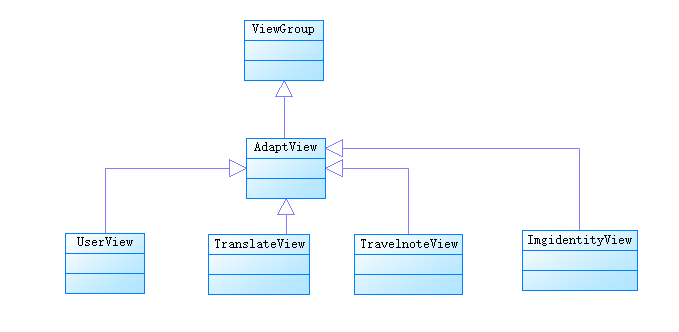 ViewGroup
AdaptView
UserView
TranslateView
TravelnoteView
ImgidentityView